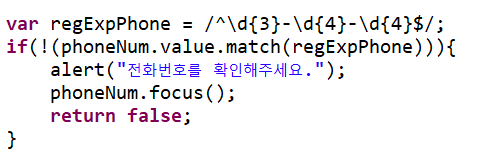 var regExpPhone = /^\d{3}-\d{4}-\d{4}$/;
if(!(phoneNum.value.match(regExpPhone))){
    alert("전화번호를 확인해주세요.");
    phoneNum.focus();
    return false;
}